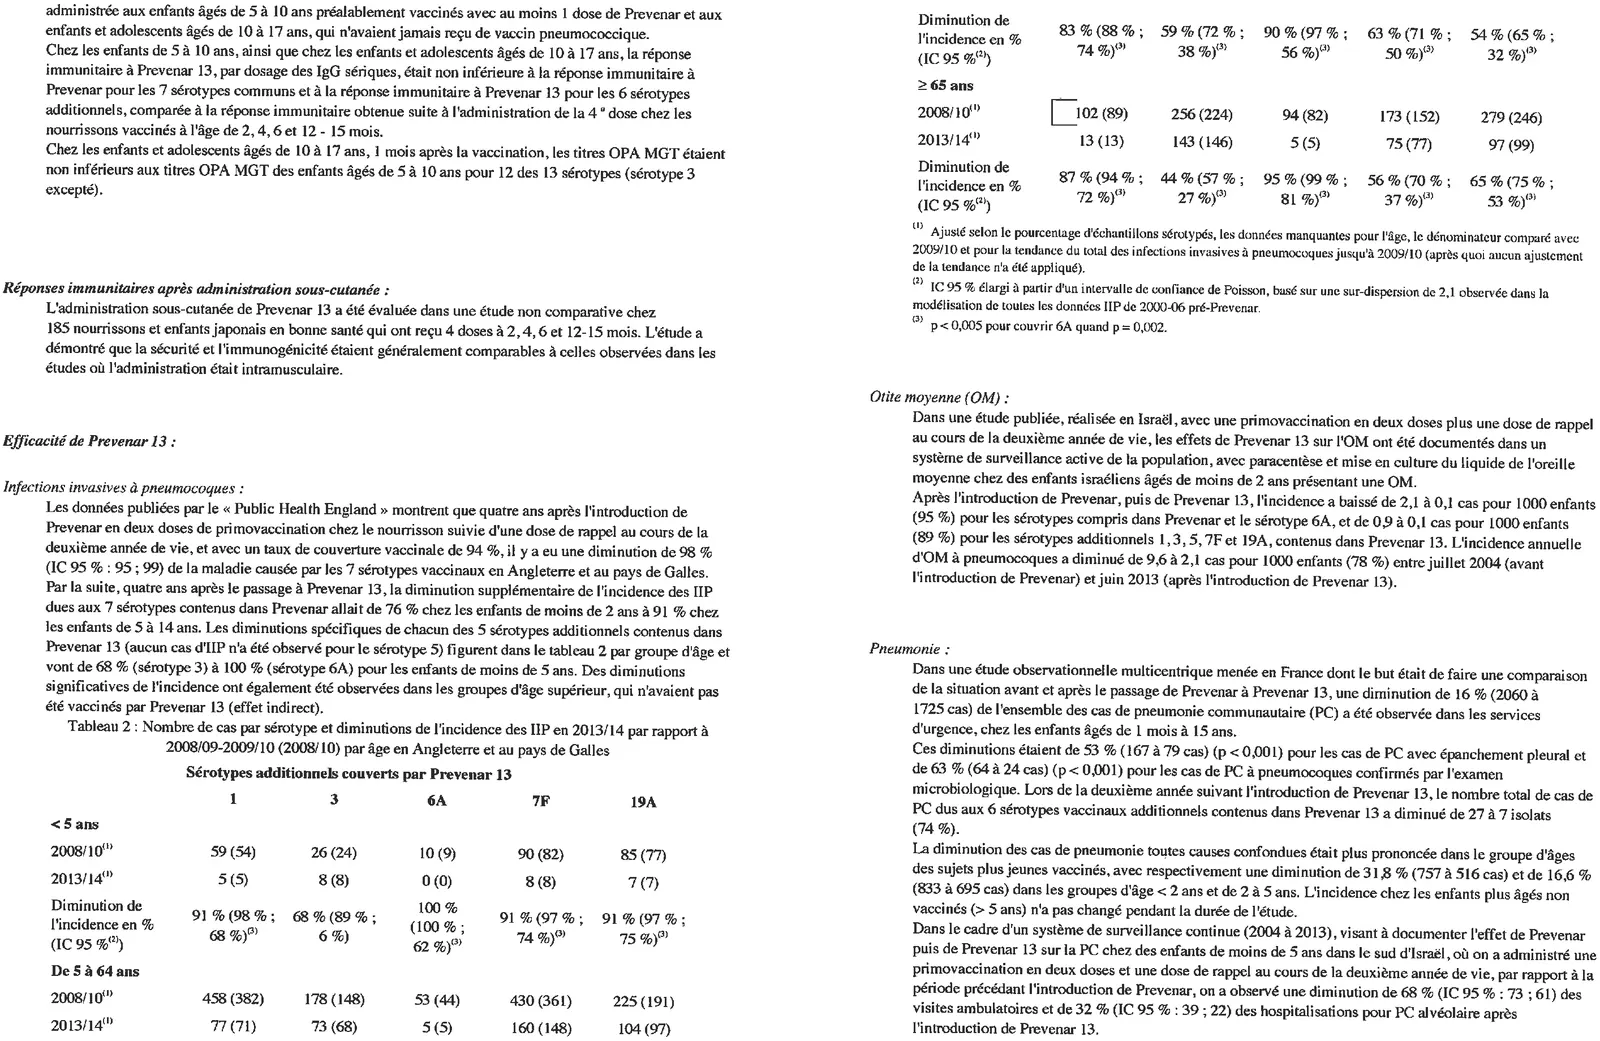 administrée aux enfants âgés de 5 à 10 ans préalablement vaccinés avec au moins 1 dose de Prevenar et aux
enfants et adolescents âgés de 10 à 17 ans, qui n'avaient jamais reçu de vaccin pneumococcique.
Chez les enfants de 5 à 10 ans, ainsi que chez les enfants et adolescents âgés de 10 à 17 ans, la réponse
immunitaire à Prevenar 13, par dosage des IgG sériques, était non inférieure à la réponse immunitaire à
Prevenar pour les 7 sérotypes communs et à la réponse immunitaire à Prevenar 13 pour les 6 sérotypes
additionnels, comparée à la réponse immunitaire obtenue suite à l'administration de la 4 e dose chez les
nourrissons vaccinés à l'âge de 2, 4, 6 et 12 - 15 mois.
Chez les enfants et adolescents âgés de 10 à 17 ans, 1 mois après la vaccination, les titres OPA MGT étaient
non inférieurs aux titres OPA MGT des enfants âgés de 5 à 10 ans pour 12 des 13 sérotypes (sérotype 3
excepté).
Réponses immunitaires après administration sous-cutanée :
L'administration sous-cutanée de Prevenar 13 a été évaluée dans une étude non comparative chez
185 nourrissons et enfants japonais en bonne santé qui ont reçu 4 doses à 2, 4, 6 et 12-15 mois. L'étude a
démontré que la sécurité et l'immunogénicité étaient généralement comparables à celles observées dans les
études où l'administration était intramusculaire.
Efficacité de Prevenar 13 :
Infections invasives à pneumocoques :
Les données publiées par le « Public Health England » montrent que quatre ans après l'introduction de
Prevenar en deux doses de primovaccination chez le nourrisson suivie d'une dose de rappel au cours de la
deuxième année de vie, et avec un taux de couverture vaccinale de 94 %, il y a eu une diminution de 98 %
(IC 95 % : 95 ; 99) de la maladie causée par les 7 sérotypes vaccinaux en Angleterre et au pays de Galles.
Par la suite, quatre ans après le passage à Prevenar 13, la diminution supplémentaire de l'incidence des IIP
dues aux 7 sérotypes contenus dans Prevenar allait de 76 % chez les enfants de moins de 2 ans à 91 % chez
les enfants de 5 à 14 ans. Les diminutions spécifiques de chacun des 5 sérotypes additionnels contenus dans
Prevenar 13 (aucun cas d'IIP n'a été observé pour le sérotype 5) figurent dans le tableau 2 par groupe d'âge et
vont de 68 % (sérotype 3) à 100 % (sérotype 6A) pour les enfants de moins de 5 ans. Des diminutions
significatives de l'incidence ont également été observées dans les groupes d'âge supérieur, qui n'avaient pas
été vaccinés par Prevenar 13 (effet indirect).
Tableau 2 : Nombre de cas par sérotype et diminutions de l'incidence des IIP en 2013/14 par rapport à
2008/09-2009/10 (2008/10) par âge en Angleterre et au pays de Galles
Sérotypes additionnels couverts par Prevenar 13
1 3 6A 7F 19A
< 5 ans
2008/10(1) 59 (54) 26 (24) 10 (9) 90 (82) 85 (77)
2013/14(1) 5 (5) 8 (8) 0 (0) 8 (8) 7 (7)
Diminution de 100 %
l'incidence en % 91 % (98 % ; 68 % (89 % ; (100 % ; 91 % (97 % ; 91 % (97 % ;
(IC 95 %(2)) 68 %)(3) 6 %) 62 %)(3) 74 %)(3) 75 %)(3)
De 5 à 64 ans
2008/10(1) 458 (382) 178 (148) 53 (44) 430 (361) 225 (191)
2013/14(1) 77 (71) 73 (68) 5 (5) 160 (148) 104 (97)
Diminution de
l'incidence en % 83 % (88 % ; 59 % (72 % ; 90 % (97 % ; 63 % (71 % ; 54 % (65 % ;
(IC 95 %(2)) 74 %)(3) 38 %)(3) 56 %)(3) 50 %)(3) 32 %)(3)
≥ 65 ans
2008/10(1) 102 (89) 256 (224) 94 (82) 173 (152) 279 (246)
2013/14(1) 13 (13) 143 (146) 5 (5) 75 (77) 97 (99)
Diminution de
l'incidence en % 87 % (94 % ; 44 % (57 % ; 95 % (99 % ; 56 % (70 % ; 65 % (75 % ;
(IC 95 %(2)) 72 %)(3) 27 %)(3) 81 %)(3) 37 %)(3) 53 %)(3)
(1) Ajusté selon le pourcentage d'échantillons sérotypés, les données manquantes pour l'âge, le dénominateur comparé avec
2009/10 et pour la tendance du total des infections invasives à pneumocoques jusqu'à 2009/10 (après quoi aucun ajustement
de la tendance n'a été appliqué).
(2) IC 95 % élargi à partir d'un intervalle de confiance de Poisson, basé sur une sur-dispersion de 2,1 observée dans la
modélisation de toutes les données IIP de 2000-06 pré-Prevenar.
(3) p < 0,005 pour couvrir 6A quand p = 0,002.
Otite moyenne (OM) :
Dans une étude publiée, réalisée en Israël, avec une primovaccination en deux doses plus une dose de rappel
au cours de la deuxième année de vie, les effets de Prevenar 13 sur l'OM ont été documentés dans un
système de surveillance active de la population, avec paracentèse et mise en culture du liquide de l'oreille
moyenne chez des enfants israéliens âgés de moins de 2 ans présentant une OM.
Après l'introduction de Prevenar, puis de Prevenar 13, l'incidence a baissé de 2,1 à 0,1 cas pour 1000 enfants
(95 %) pour les sérotypes compris dans Prevenar et le sérotype 6A, et de 0,9 à 0,1 cas pour 1000 enfants
(89 %) pour les sérotypes additionnels 1, 3, 5, 7F et 19A, contenus dans Prevenar 13. L'incidence annuelle
d'OM à pneumocoques a diminué de 9,6 à 2,1 cas pour 1000 enfants (78 %) entre juillet 2004 (avant
l'introduction de Prevenar) et juin 2013 (après l'introduction de Prevenar 13).
Pneumonie :
Dans une étude observationnelle multicentrique menée en France dont le but était de faire une comparaison
de la situation avant et après le passage de Prevenar à Prevenar 13, une diminution de 16 % (2060 à
1725 cas) de l'ensemble des cas de pneumonie communautaire (PC) a été observée dans les services
d'urgence, chez les enfants âgés de 1 mois à 15 ans.
Ces diminutions étaient de 53 % (167 à 79 cas) (p < 0,001) pour les cas de PC avec épanchement pleural et
de 63 % (64 à 24 cas) (p < 0,001) pour les cas de PC à pneumocoques confirmés par l'examen
microbiologique. Lors de la deuxième année suivant l'introduction de Prevenar 13, le nombre total de cas de
PC dus aux 6 sérotypes vaccinaux additionnels contenus dans Prevenar 13 a diminué de 27 à 7 isolats
(74 %).
La diminution des cas de pneumonie toutes causes confondues était plus prononcée dans le groupe d'âges
des sujets plus jeunes vaccinés, avec respectivement une diminution de 31,8 % (757 à 516 cas) et de 16,6 %
(833 à 695 cas) dans les groupes d'âge < 2 ans et de 2 à 5 ans. L'incidence chez les enfants plus âgés non
vaccinés (> 5 ans) n'a pas changé pendant la durée de l'étude.
Dans le cadre d'un système de surveillance continue (2004 à 2013), visant à documenter l'effet de Prevenar
puis de Prevenar 13 sur la PC chez des enfants de moins de 5 ans dans le sud d'Israël, où on a administré une
primovaccination en deux doses et une dose de rappel au cours de la deuxième année de vie, par rapport à la
période précédant l'introduction de Prevenar, on a observé une diminution de 68 % (IC 95 % : 73 ; 61) des
visites ambulatoires et de 32 % (IC 95 % : 39 ; 22) des hospitalisations pour PC alvéolaire après
l'introduction de Prevenar 13.